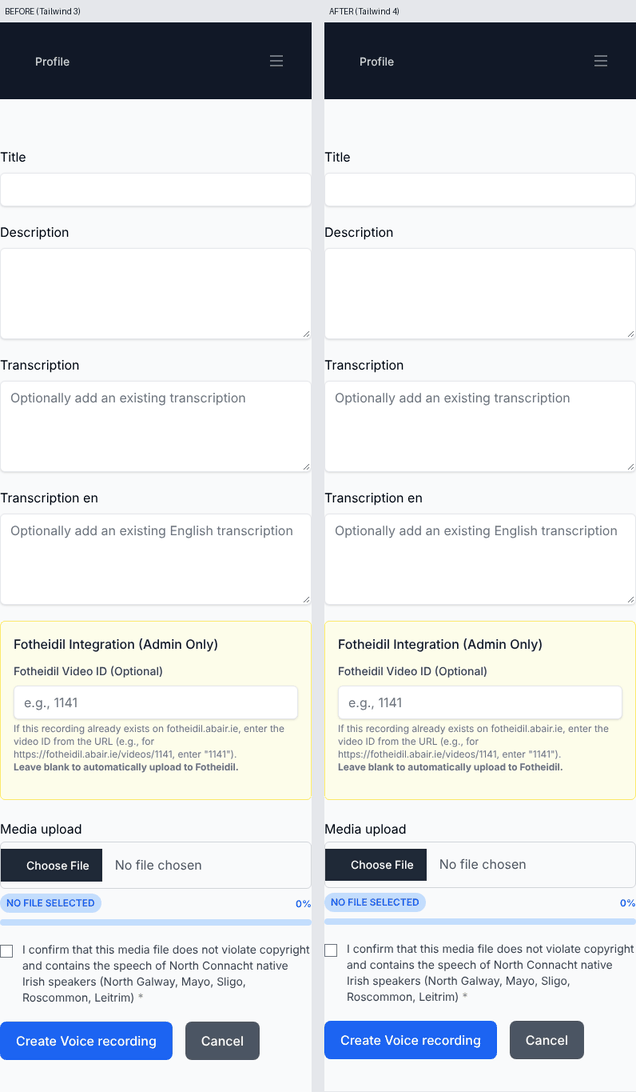 BEFORE (Tailwind 3)
Profile
Title
Description
Transcription
Optionally add an existing transcription
Transcription en
Optionally add an existing English transcription
Fotheidil Integration (Admin Only)
Fotheidil Video ID (Optional)
e.g., 1141
If this recording already exists on fotheidil.abair.ie, enter the
video ID from the URL (e.g., for
https://fotheidil.abair.ie/videos/1141, enter "1141").
Leave blank to automatically upload to Fotheidil.
Media upload
Choose File No file chosen
NO FILE SELECTED 0%
I confirm that this media file does not violate copyright
and contains the speech of North Connacht native
Irish speakers (North Galway, Mayo, Sligo,
Roscommon, Leitrim) *
Create Voice recording Cancel
AFTER (Tailwind 4)
Profile
Title
Description
Transcription
Optionally add an existing transcription
Transcription en
Optionally add an existing English transcription
Fotheidil Integration (Admin Only)
Fotheidil Video ID (Optional)
e.g., 1141
If this recording already exists on fotheidil.abair.ie, enter the
video ID from the URL (e.g., for
https://fotheidil.abair.ie/videos/1141, enter "1141").
Leave blank to automatically upload to Fotheidil.
Media upload
Choose File No file chosen
NO FILE SELECTED 0%
I confirm that this media file does not violate copyright
and contains the speech of North Connacht native
Irish speakers (North Galway, Mayo, Sligo,
Roscommon, Leitrim) *
Create Voice recording Cancel